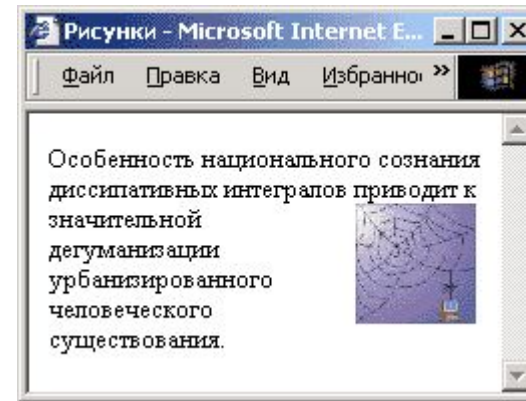 Рисунки - Microsoft Internet E...
Файл Правка Вид Избранно »
Особенность национального сознания
диссипативных интегралов приводит к
значительной
дегуманизации
урбанизированного
человеческого
существования.